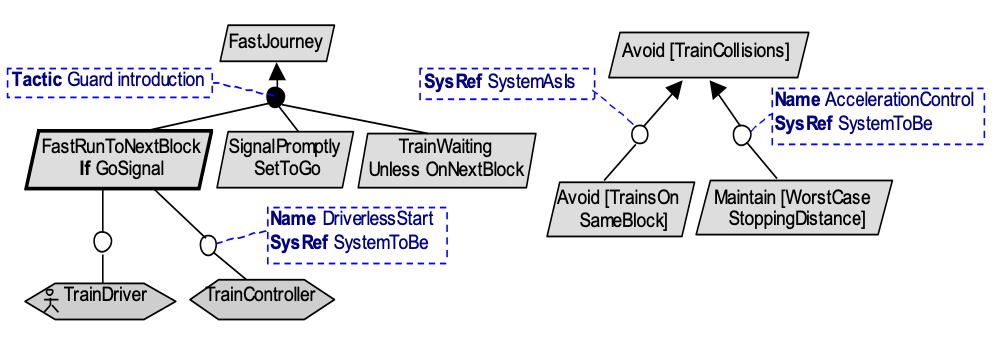 FastJourney
Tactic Guard introduction
FastRunToNextBlock
If GoSignal
SignalPromptly
SetToGo
TrainWaiting
Unless OnNextBlock
Name DriverlessStart
SysRef SystemToBe
TrainDriver
TrainController
Avoid [TrainCollisions]
SysRef SystemAsIs
Name AccelerationControl
SysRef SystemToBe
Avoid [TrainsOn
SameBlock]
Maintain [WorstCase
StoppingDistance]